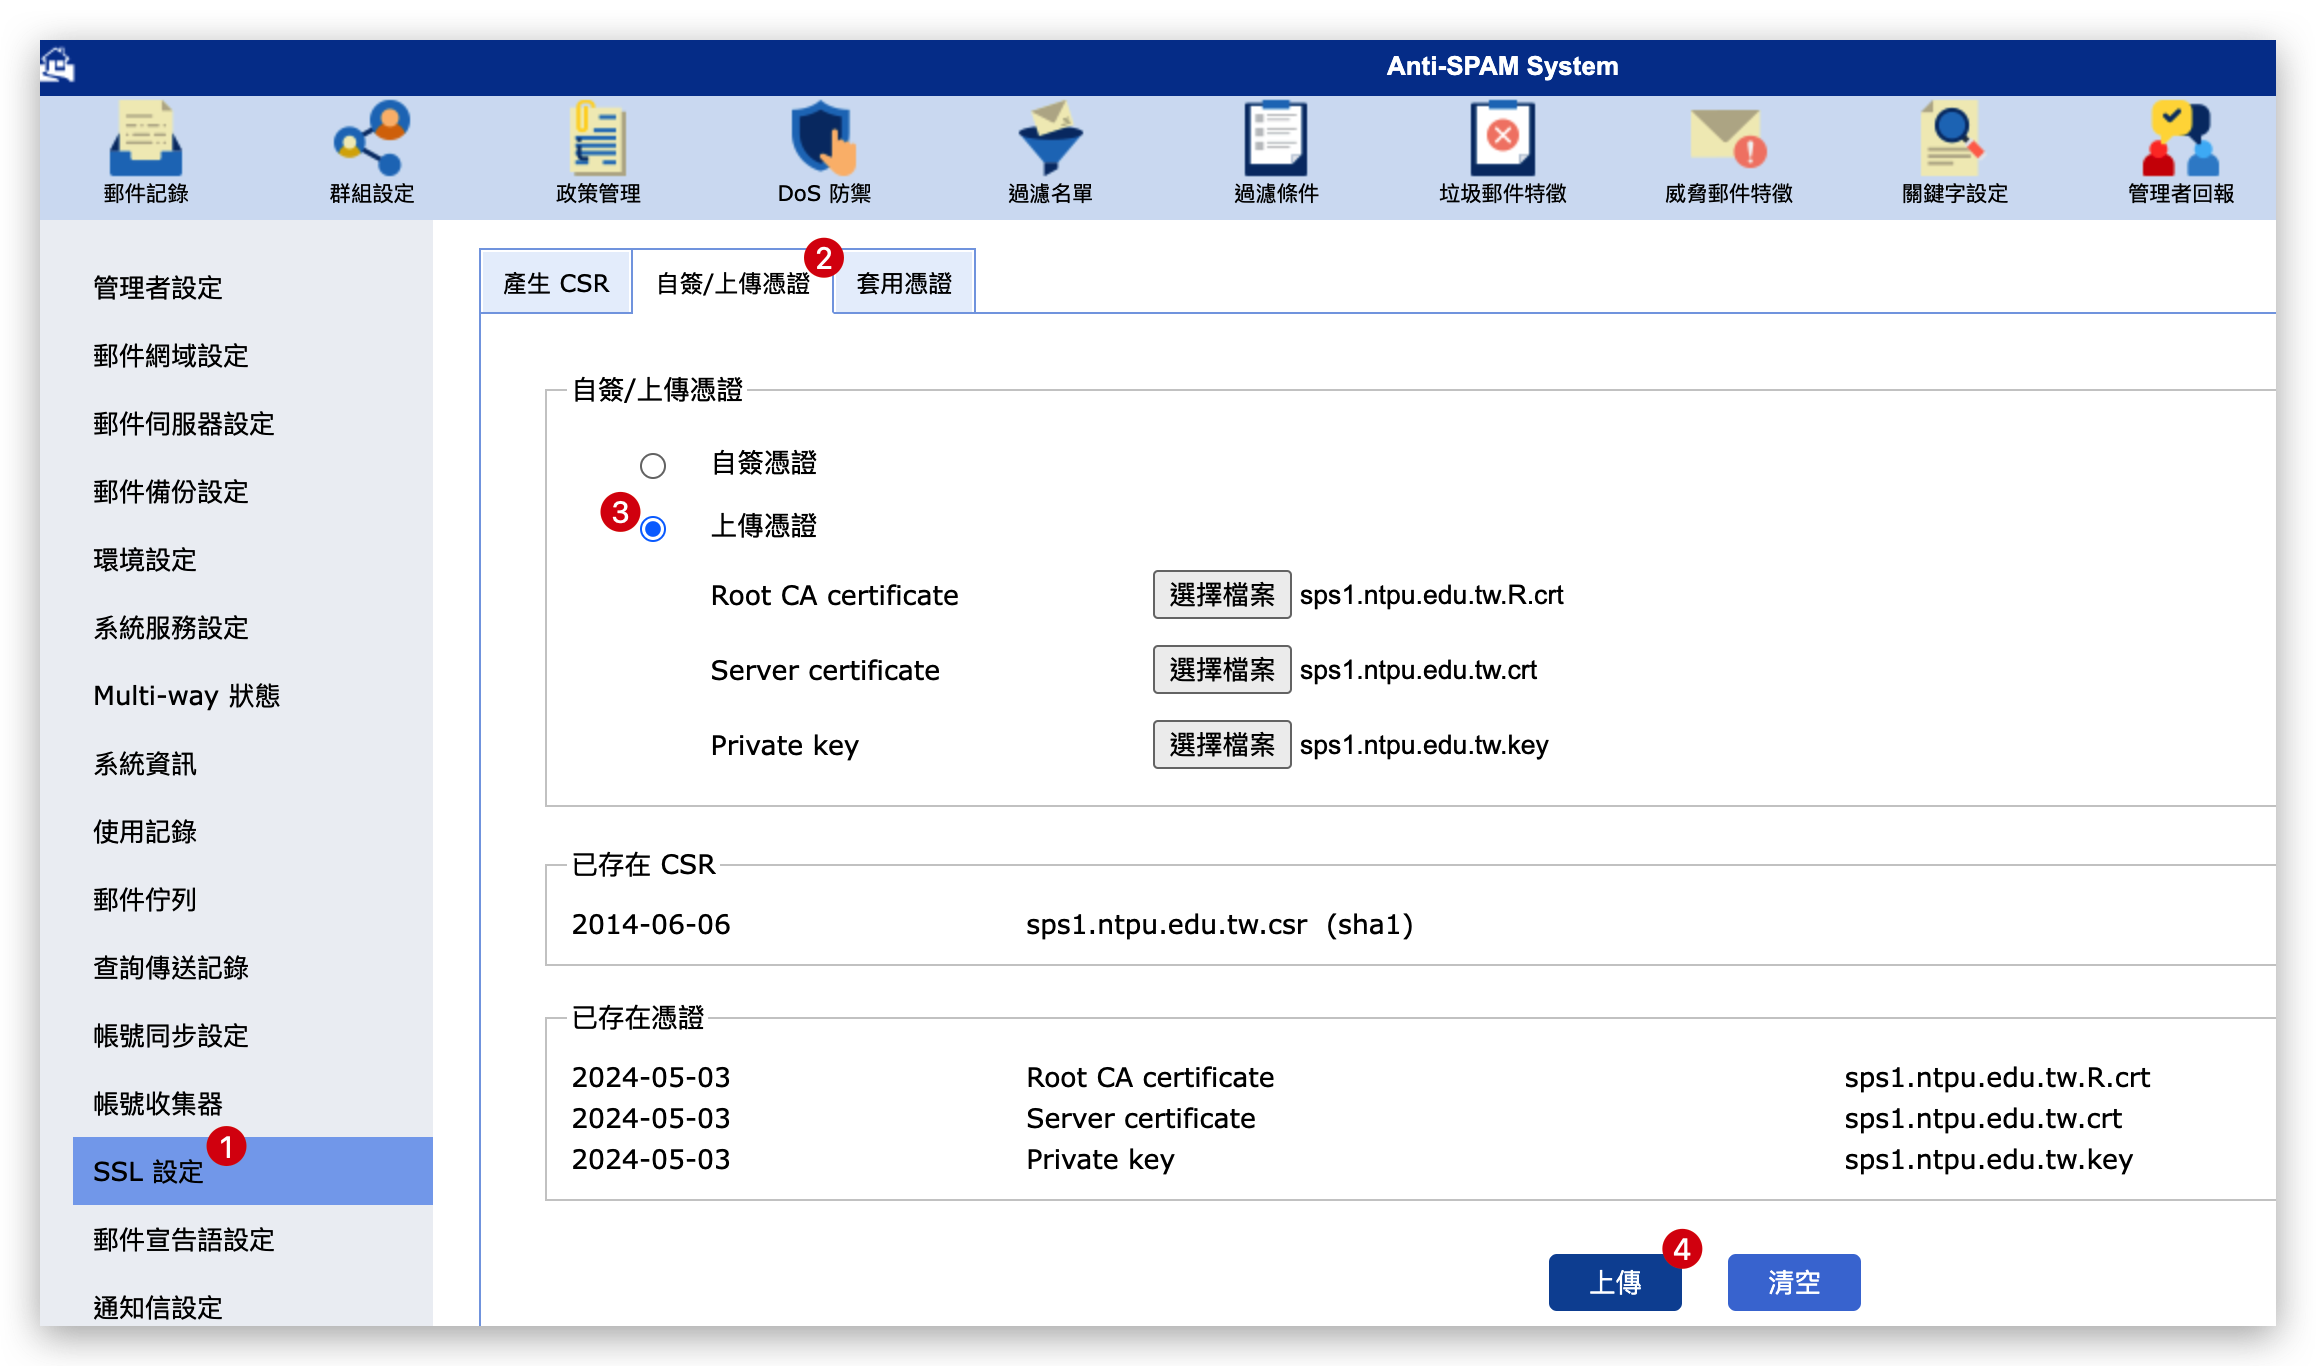 Anti-SPAM System
郵件記錄 群組設定 政策管理 DoS 防禦 過濾名單 過濾條件 垃圾郵件特徵 威脅郵件特徵 關鍵字設定 管理者回報
管理者設定
郵件網域設定
郵件伺服器設定
郵件備份設定
環境設定
系統服務設定
Multi-way 狀態
系統資訊
使用記錄
郵件佇列
查詢傳送記錄
帳號同步設定
帳號收集器
SSL 設定 1
郵件宣告語設定
通知信設定
產生 CSR 自簽/上傳憑證 2 套用憑證
自簽/上傳憑證
自簽憑證
3 上傳憑證
Root CA certificate 選擇檔案 sps1.ntpu.edu.tw.R.crt
Server certificate 選擇檔案 sps1.ntpu.edu.tw.crt
Private key 選擇檔案 sps1.ntpu.edu.tw.key
已存在 CSR
2014-06-06 sps1.ntpu.edu.tw.csr (sha1)
已存在憑證
2024-05-03 Root CA certificate sps1.ntpu.edu.tw.R.crt
2024-05-03 Server certificate sps1.ntpu.edu.tw.crt
2024-05-03 Private key sps1.ntpu.edu.tw.key
上傳 4 清空